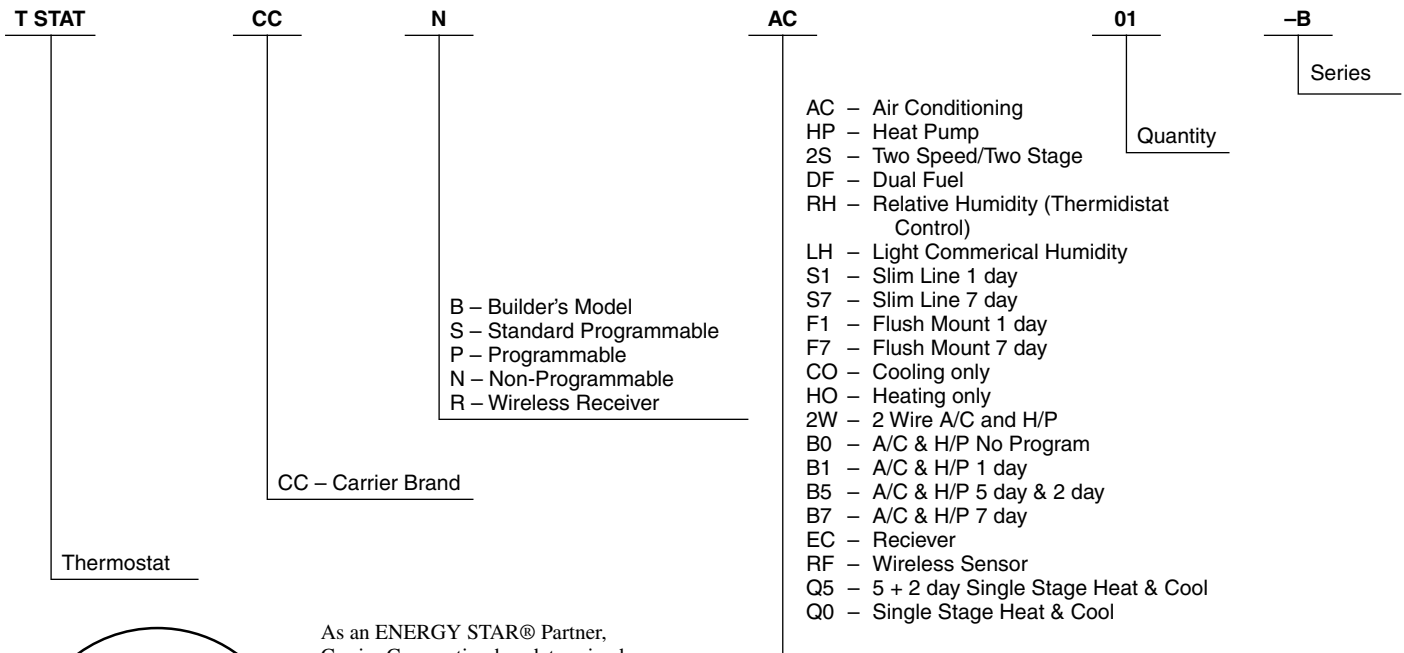 T STAT CC N AC 01 –B
Series
Quantity
AC – Air Conditioning
HP – Heat Pump
2S – Two Speed/Two Stage
DF – Dual Fuel
RH – Relative Humidity (Thermidistat
Control)
LH – Light Commerical Humidity
S1 – Slim Line 1 day
S7 – Slim Line 7 day
F1 – Flush Mount 1 day
F7 – Flush Mount 7 day
CO – Cooling only
HO – Heating only
2W – 2 Wire A/C and H/P
B0 – A/C & H/P No Program
B1 – A/C & H/P 1 day
B5 – A/C & H/P 5 day & 2 day
B7 – A/C & H/P 7 day
EC – Reciever
RF – Wireless Sensor
Q5 – 5 + 2 day Single Stage Heat & Cool
Q0 – Single Stage Heat & Cool
B – Builder's Model
S – Standard Programmable
P – Programmable
N – Non-Programmable
R – Wireless Receiver
CC – Carrier Brand
Thermostat
As an ENERGY STAR® Partner,